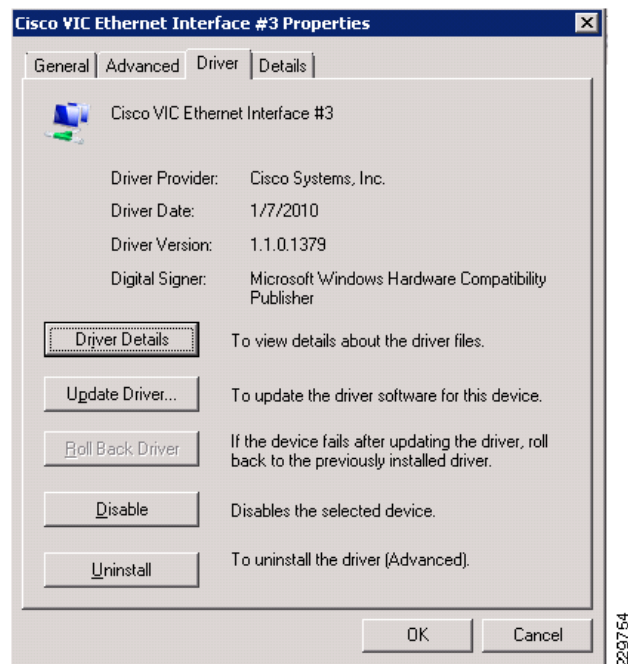 Cisco VIC Ethernet Interface #3 Properties
General Advanced Driver Details
Cisco VIC Ethernet Interface #3
Driver Provider: Cisco Systems, Inc.
Driver Date: 1/7/2010
Driver Version: 1.1.0.1379
Digital Signer: Microsoft Windows Hardware Compatibility
Publisher
Driver Details To view details about the driver files.
Update Driver... To update the driver software for this device.
Roll Back Driver If the device fails after updating the driver, roll
back to the previously installed driver.
Disable Disables the selected device.
Uninstall To uninstall the driver (Advanced).
OK Cancel
229754